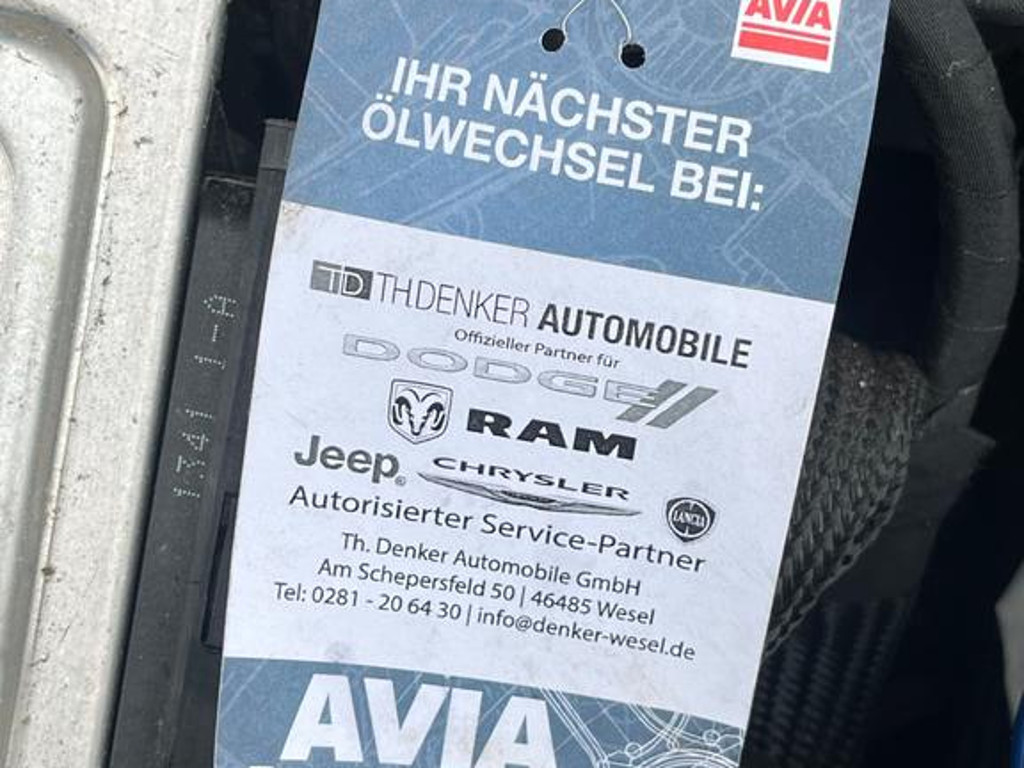 AVIA
IHR NÄCHSTER
ÖLWECHSEL BEI:
TD TH.DENKER AUTOMOBILE
Offizieller Partner für
DODGE
RAM
Jeep® CHRYSLER
LANCIA
Autorisierter Service-Partner
Th. Denker Automobile GmbH
Am Schepersfeld 50 | 46485 Wesel
Tel: 0281 - 20 64 30 | info@denker-wesel.de
AVIA